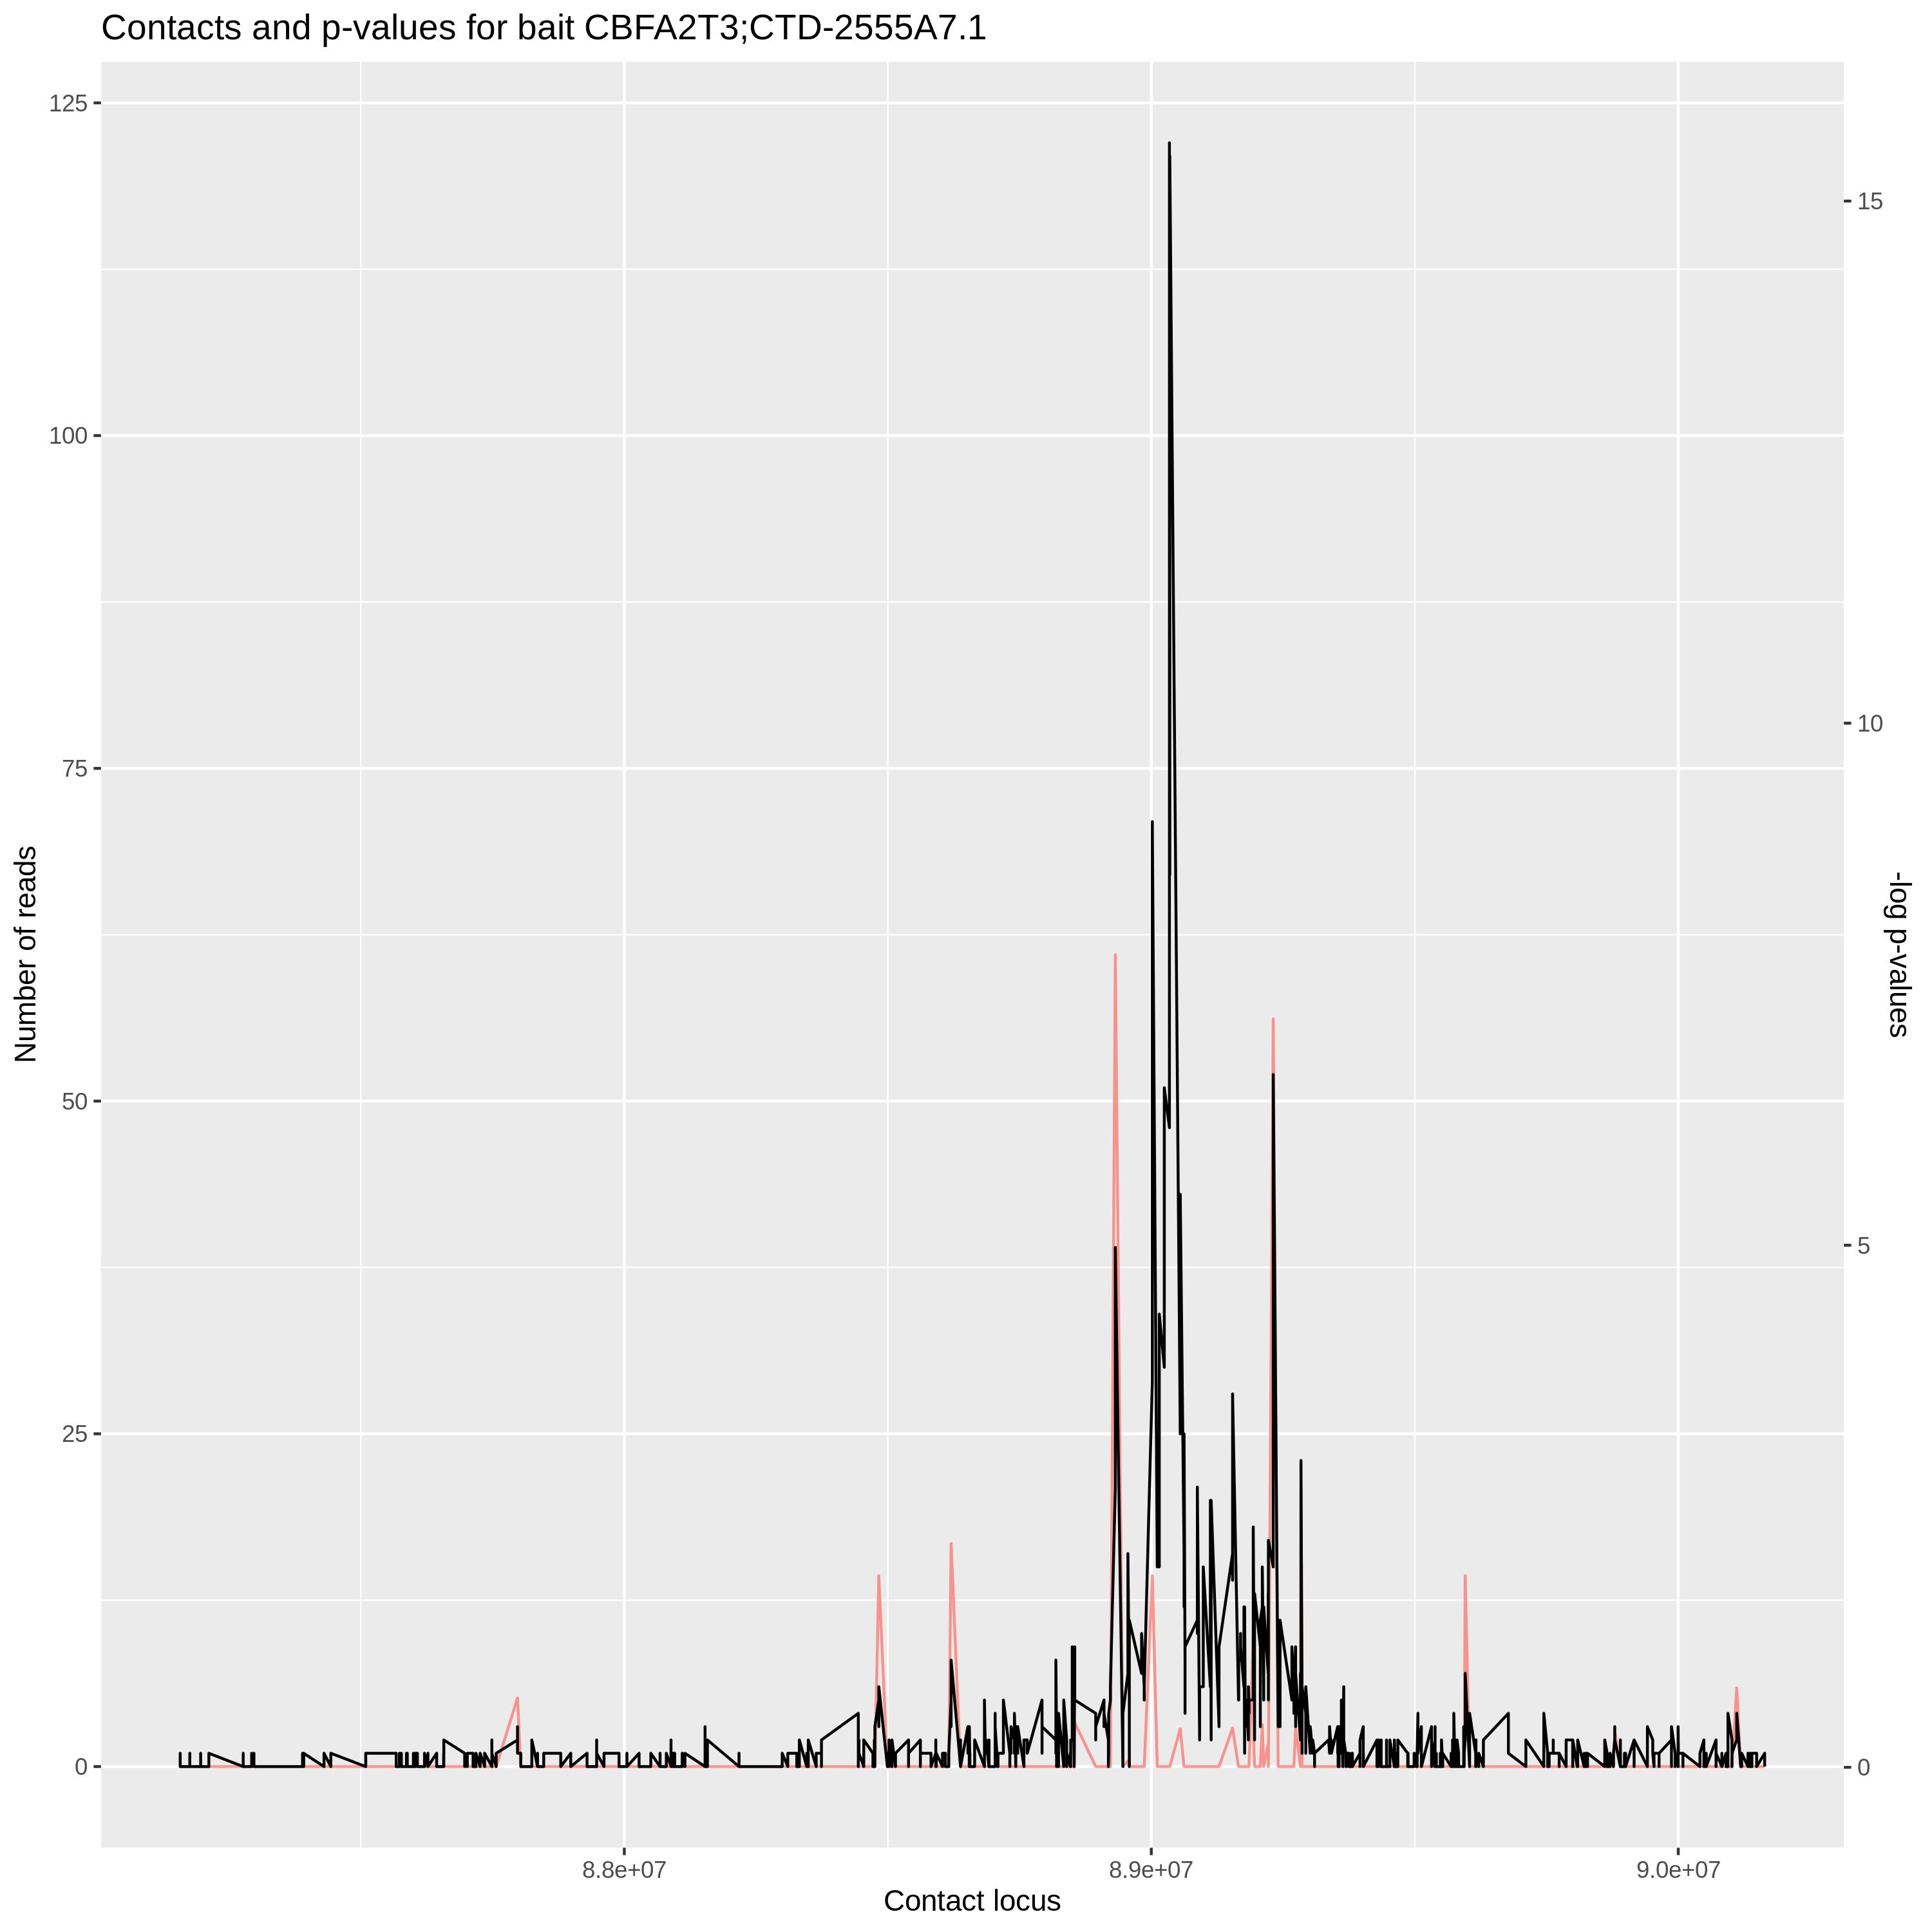 Contacts and p-values for bait CBFA2T3;CTD-2555A7.1
125
100
75
50
25
0
Number of reads
15
10
5
0
-log p-values
8.8e+07
8.9e+07
9.0e+07
Contact locus